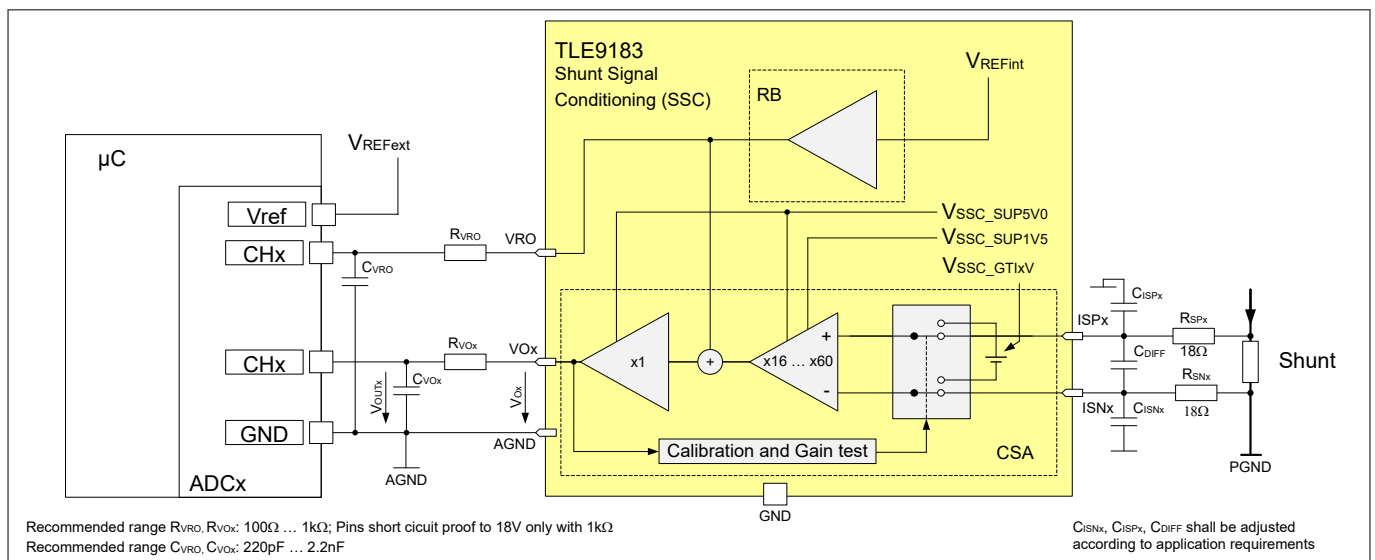 TLE9183
Shunt Signal
Conditioning (SSC)
VREFint
RB
µC
VREFext
Vref
CHx
CVRO
RVRO
VRO
VSSC_SUP5V0
VSSC_SUP1V5
VSSC_GTIxV
CISPx
ISPx
RSPx
18Ω
CDIFF
Shunt
RSNx
18Ω
ISNx
CISNx
PGND
CHx
RVOx
VOx
CVOx
VOUTx
VOx
x1
+
x16 ... x60
+
-
GND
AGND
AGND
ADCx
Calibration and Gain test
CSA
GND
Recommended range RVRO, RVOx: 100Ω ... 1kΩ; Pins short cicuit proof to 18V only with 1kΩ
Recommended range CVRO, CVOx: 220pF ... 2.2nF
CISNx, CISPx, CDIFF shall be adjusted
according to application requirements